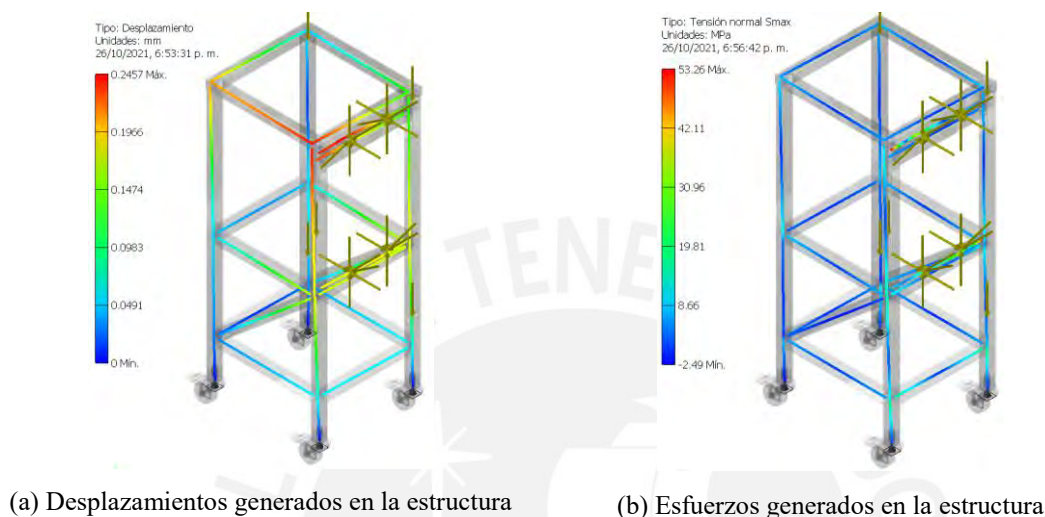 Tipo: Desplazamiento
Unidades: mm
26/10/2021, 6:53:31 p. m.
0.2457 Máx.
0.1966
0.1474
0.0983
0.0491
0 Mín.
Tipo: Tensión normal Smax
Unidades: MPa
26/10/2021, 6:56:42 p. m.
53.26 Máx.
42.11
30.96
19.81
8.66
-2.49 Mín.
TENE
(a) Desplazamientos generados en la estructura
(b) Esfuerzos generados en la estructura